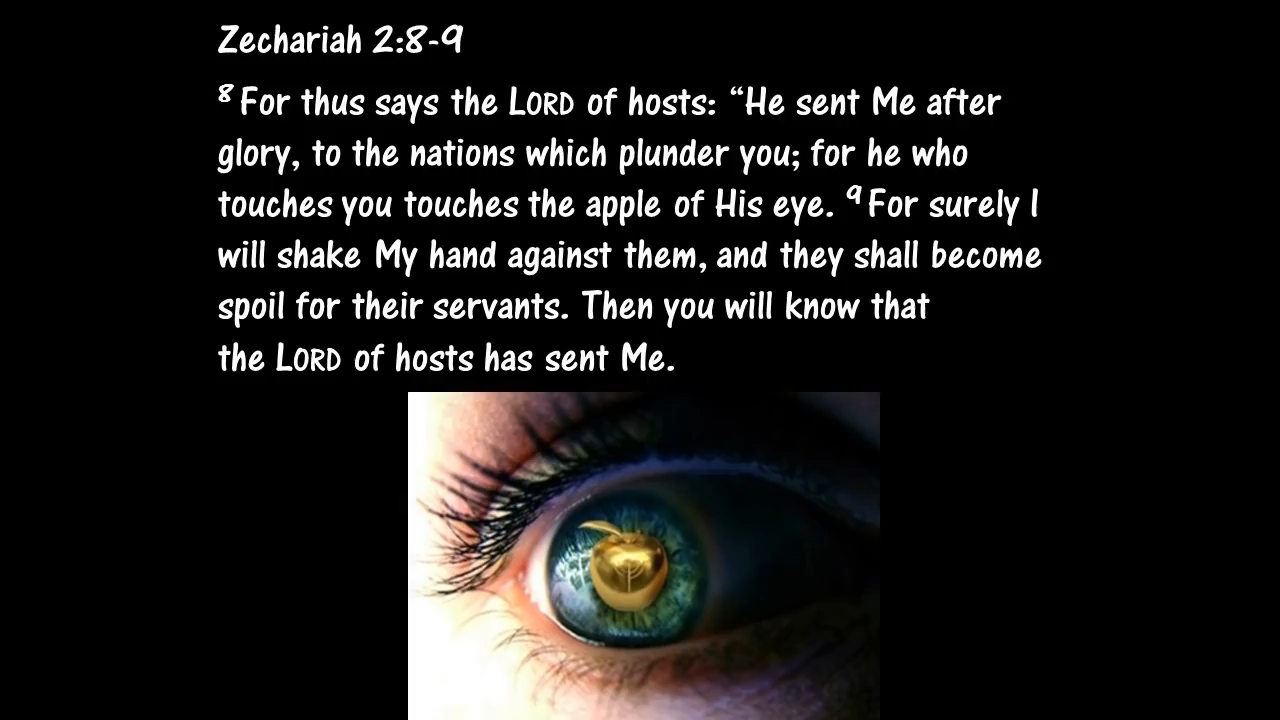 Zechariah 2:8-9
⁸ For thus says the LORD of hosts: “He sent Me after
glory, to the nations which plunder you; for he who
touches you touches the apple of His eye. ⁹ For surely I
will shake My hand against them, and they shall become
spoil for their servants. Then you will know that
the LORD of hosts has sent Me.